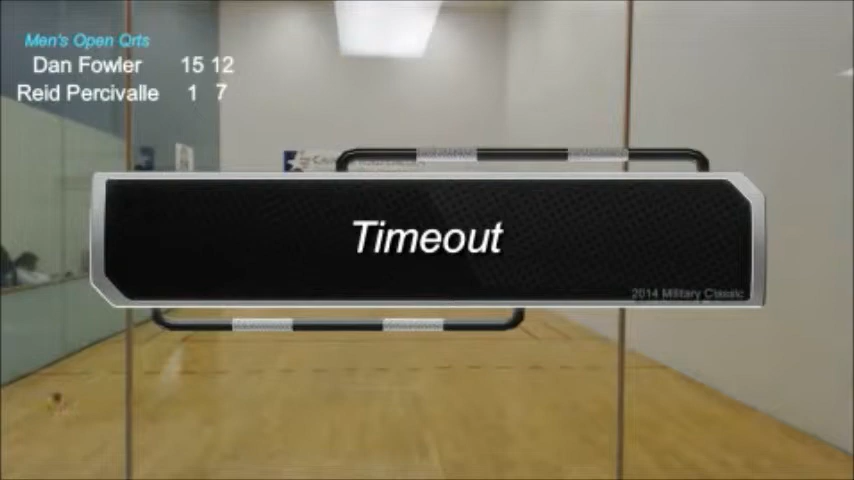 Men's Open Qrts
Dan Fowler 15 12
Reid Percivalle 1 7
Timeout
2014 Military Classic